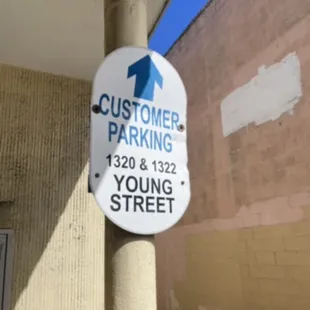 CUSTOMER
PARKING
1320 & 1322
YOUNG
STREET